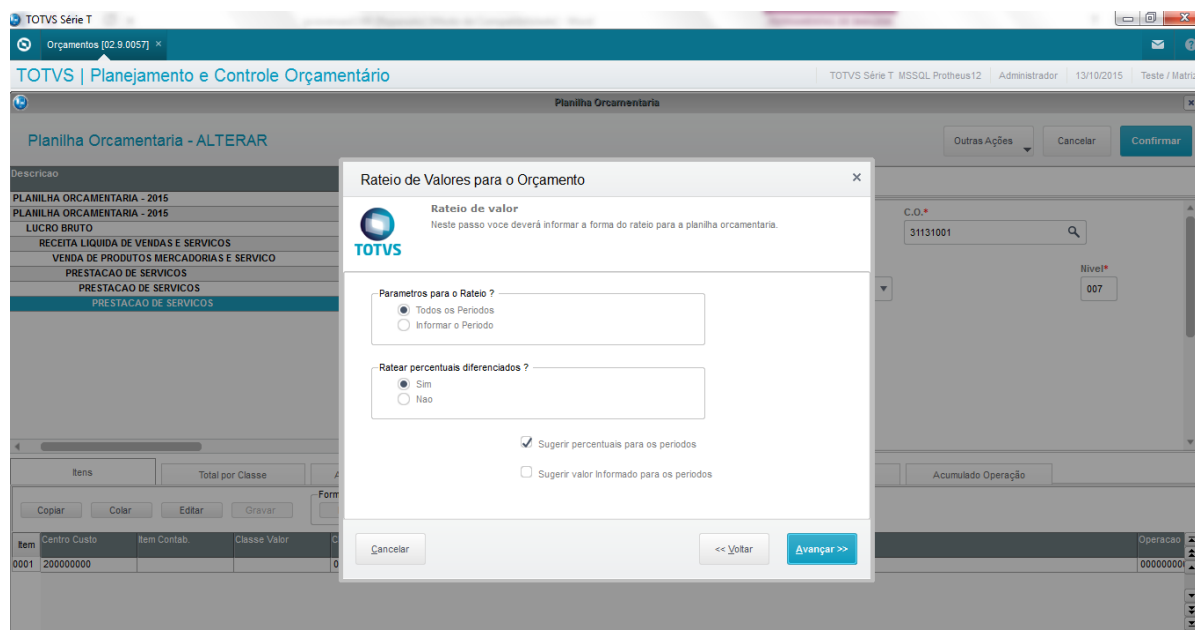 TOTVS Série T
Orçamentos [02.9.0057] ×
TOTVS | Planejamento e Controle Orçamentário
TOTVS Série T MSSQL Protheus12 Administrador 13/10/2015 Teste / Matriz
Planilha Orcamentaria
Planilha Orcamentaria - ALTERAR
Outras Ações
Cancelar
Confirmar
Descricao
PLANILHA ORCAMENTARIA - 2015
PLANILHA ORCAMENTARIA - 2015
LUCRO BRUTO
RECEITA LIQUIDA DE VENDAS E SERVICOS
VENDA DE PRODUTOS MERCADORIAS E SERVICO
PRESTACAO DE SERVICOS
PRESTACAO DE SERVICOS
PRESTACAO DE SERVICOS
C.O.*
31131001
Nivel*
007
Rateio de Valores para o Orçamento
TOTVS
Rateio de valor
Neste passo voce deverá informar a forma do rateio para a planilha orcamentaria.
Parametros para o Rateio ?
Todos os Periodos
Informar o Periodo
Ratear percentuais diferenciados ?
Sim
Nao
Sugerir percentuais para os periodos
Sugerir valor Informado para os periodos
Cancelar
<< Voltar
Avançar >>
Itens
Total por Classe
Acumulado Operação
Copiar
Colar
Editar
Gravar
Form
Item Centro Custo Item Contab. Classe Valor C Operacao
0001 200000000 0 00000000